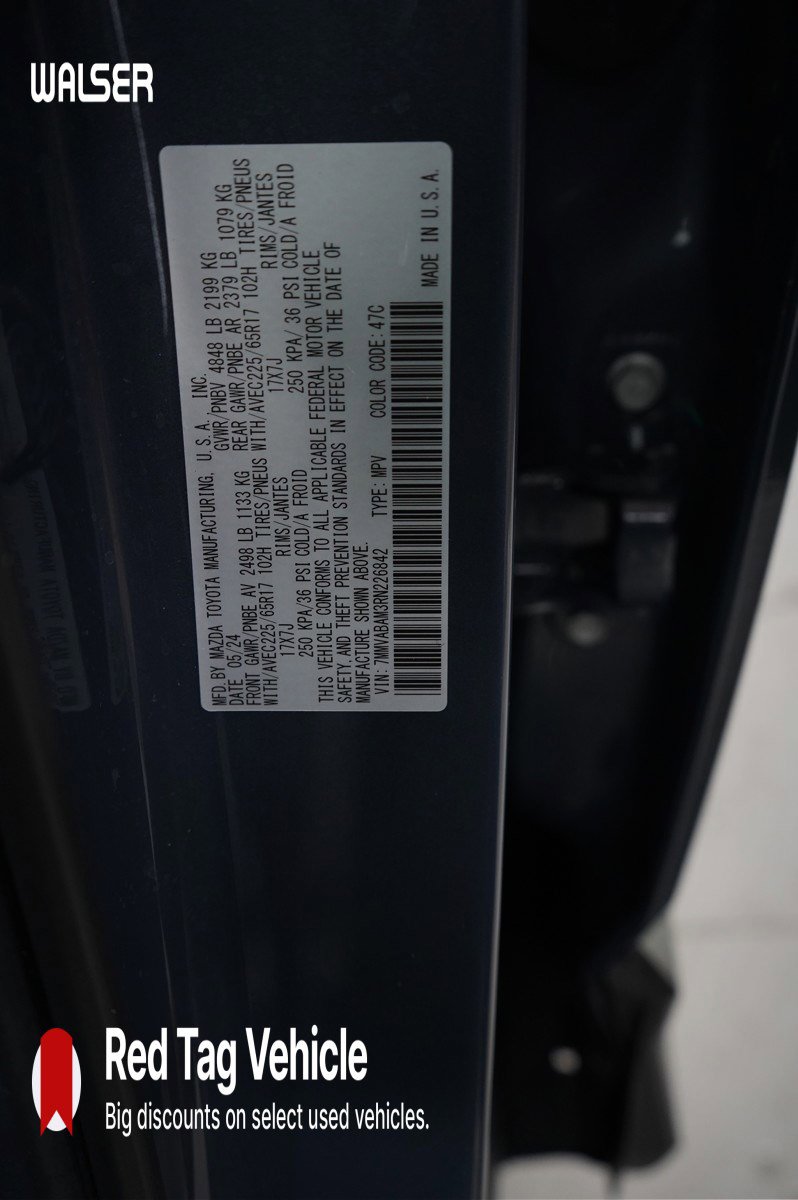 WALSER
MFD. BY MAZDA TOYOTA MANUFACTURING, U.S.A., INC.
DATE 05/24 GVWR/PNBV 4848 LB 2199 KG
FRONT GAWR/PNBE AV 2498 LB 1133 KG REAR GAWR/PNBE AR 2379 LB 1079 KG
WITH/AVEC225/65R17 102H TIRES/PNEUS WITH/AVEC225/65R17 102H TIRES/PNEUS
17X7J RIMS/JANTES 17X7J RIMS/JANTES
250 KPA/36 PSI COLD/A FROID 250 KPA/ 36 PSI COLD/A FROID
THIS VEHICLE CONFORMS TO ALL APPLICABLE FEDERAL MOTOR VEHICLE
SAFETY, AND THEFT PREVENTION STANDARDS IN EFFECT ON THE DATE OF
MANUFACTURE SHOWN ABOVE.
VIN: 7MMVABAM3RN226842 TYPE: MPV COLOR CODE: 47C
MADE IN U.S.A.
Red Tag Vehicle
Big discounts on select used vehicles.